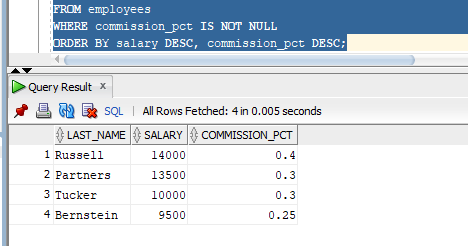 FROM employees
WHERE commission_pct IS NOT NULL
ORDER BY salary DESC, commission_pct DESC;
Query Result x
SQL | All Rows Fetched: 4 in 0.005 seconds
LAST_NAME SALARY COMMISSION_PCT
1 Russell 14000 0.4
2 Partners 13500 0.3
3 Tucker 10000 0.3
4 Bernstein 9500 0.25